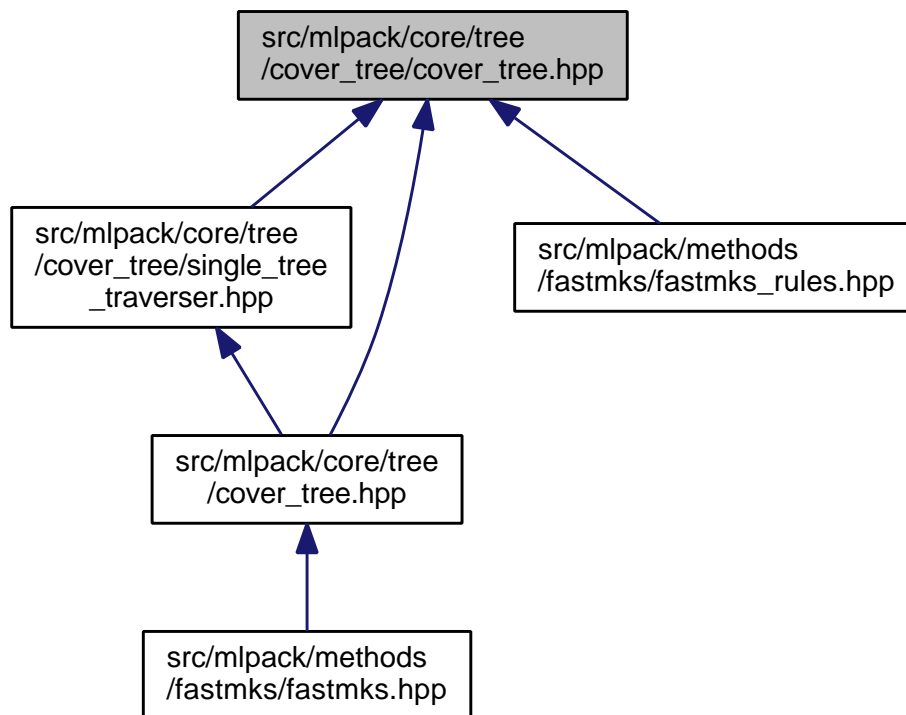 src/mlpack/core/tree
/cover_tree/cover_tree.hpp
src/mlpack/core/tree
/cover_tree/single_tree
_traverser.hpp
src/mlpack/methods
/fastmks/fastmks_rules.hpp
src/mlpack/core/tree
/cover_tree.hpp
src/mlpack/methods
/fastmks/fastmks.hpp